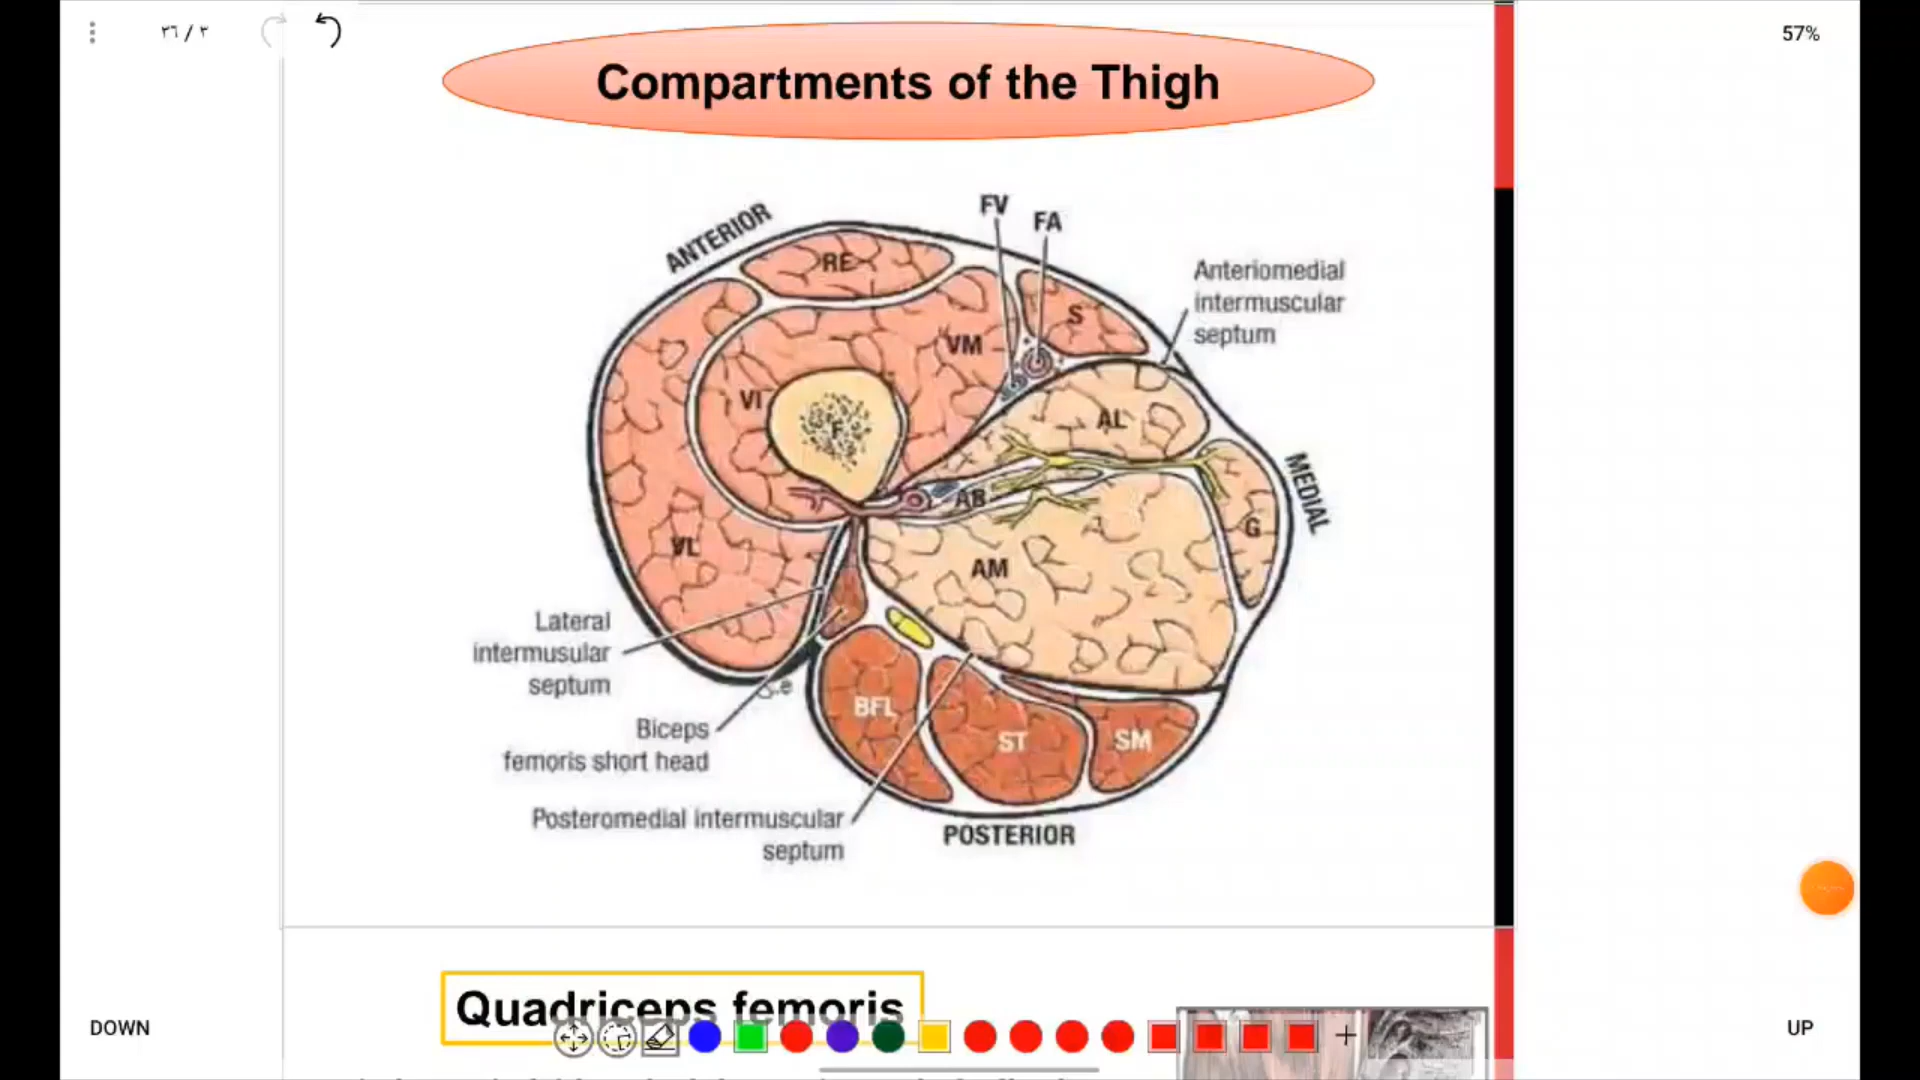 ٣٦ / ٣
57%
Compartments of the Thigh
ANTERIOR
FV
FA
RE
S
Anteriomedial
intermuscular
septum
VM
VI
F
AL
MEDIAL
AB
G
VL
AM
Lateral
intermusular
septum
BFL
ST
SM
Biceps
femoris short head
Posteromedial intermuscular
septum
POSTERIOR
Quadriceps femoris
DOWN
UP